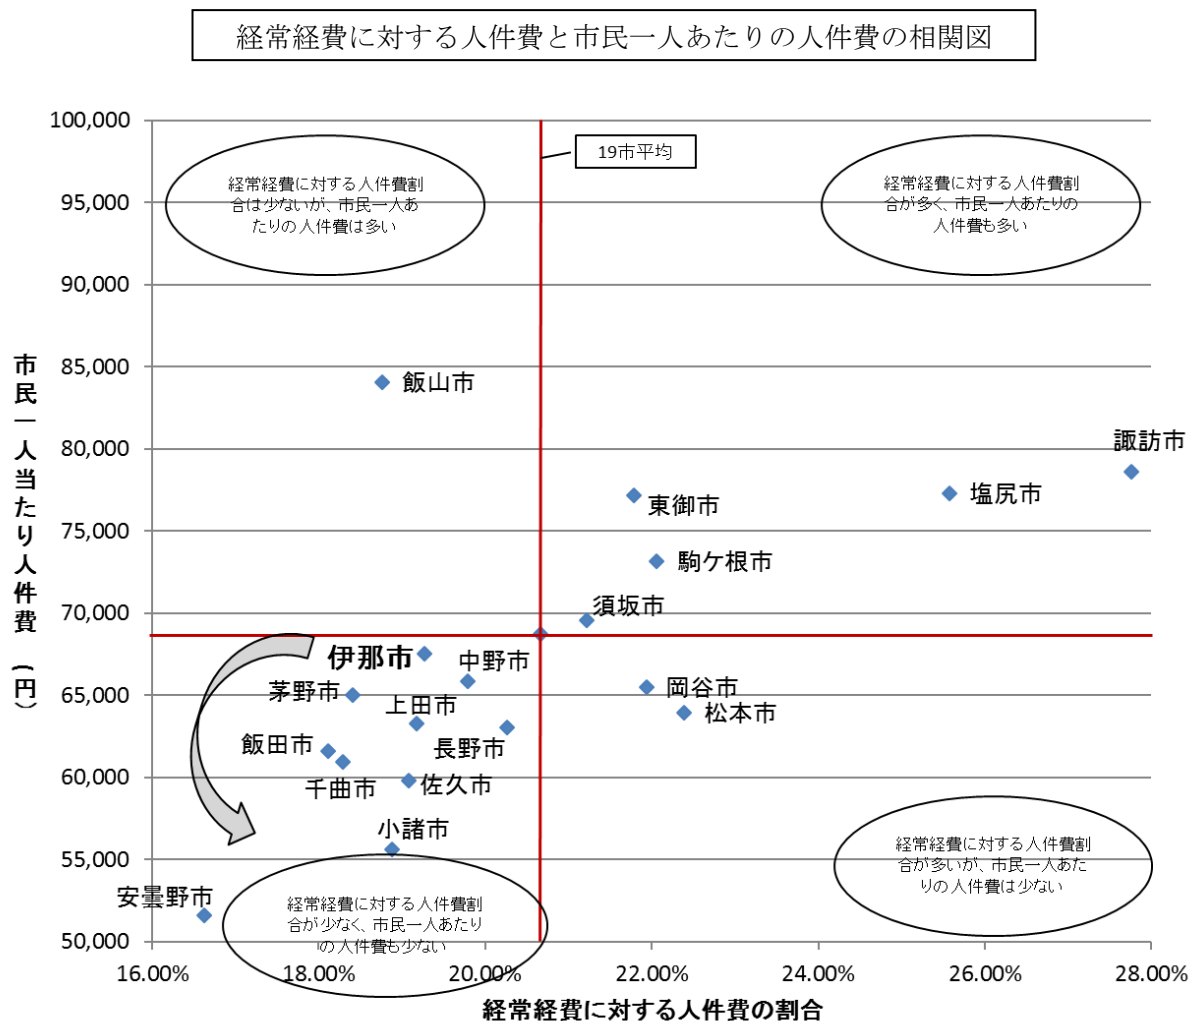 経常経費に対する人件費と市民一人あたりの人件費の相関図
100,000
95,000
90,000
85,000
80,000
75,000
70,000
65,000
60,000
55,000
50,000
市民一人当たり人件費(円)
19市平均
経常経費に対する人件費割
合は少ないが、市民一人あ
たりの人件費は多い
経常経費に対する人件費割
合が多く、市民一人あたりの
人件費も多い
飯山市
諏訪市
塩尻市
東御市
駒ケ根市
須坂市
伊那市
中野市
茅野市
上田市
岡谷市
松本市
飯田市
長野市
千曲市
佐久市
小諸市
安曇野市
経常経費に対する人件費割
合が多いが、市民一人あた
りの人件費は少ない
経常経費に対する人件費割
合が少なく、市民一人あたり
の人件費も少ない
16.00%
18.00%
20.00%
22.00%
24.00%
26.00%
28.00%
経常経費に対する人件費の割合